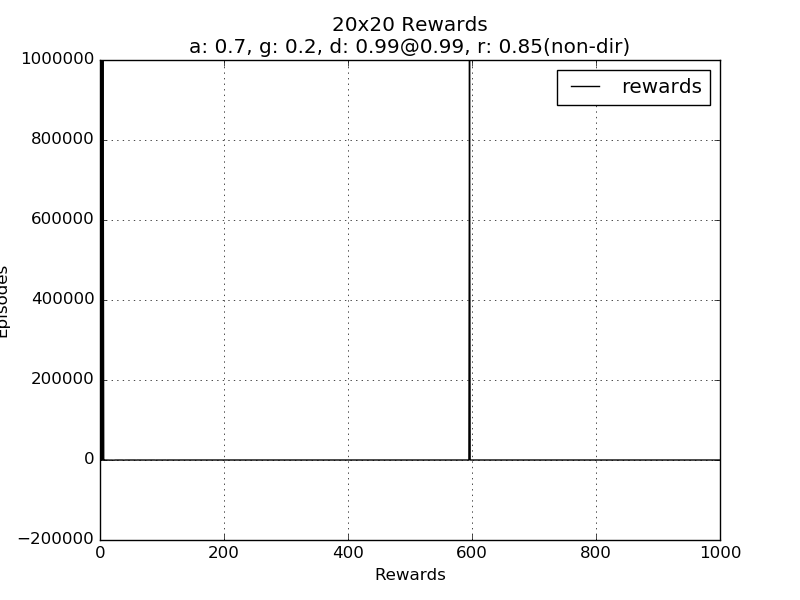 20x20 Rewards
a: 0.7, g: 0.2, d: 0.99@0.99, r: 0.85(non-dir)
1000000
rewards
800000
600000
400000
Episodes
200000
0
−200000
0 200 400 600 800 1000
Rewards